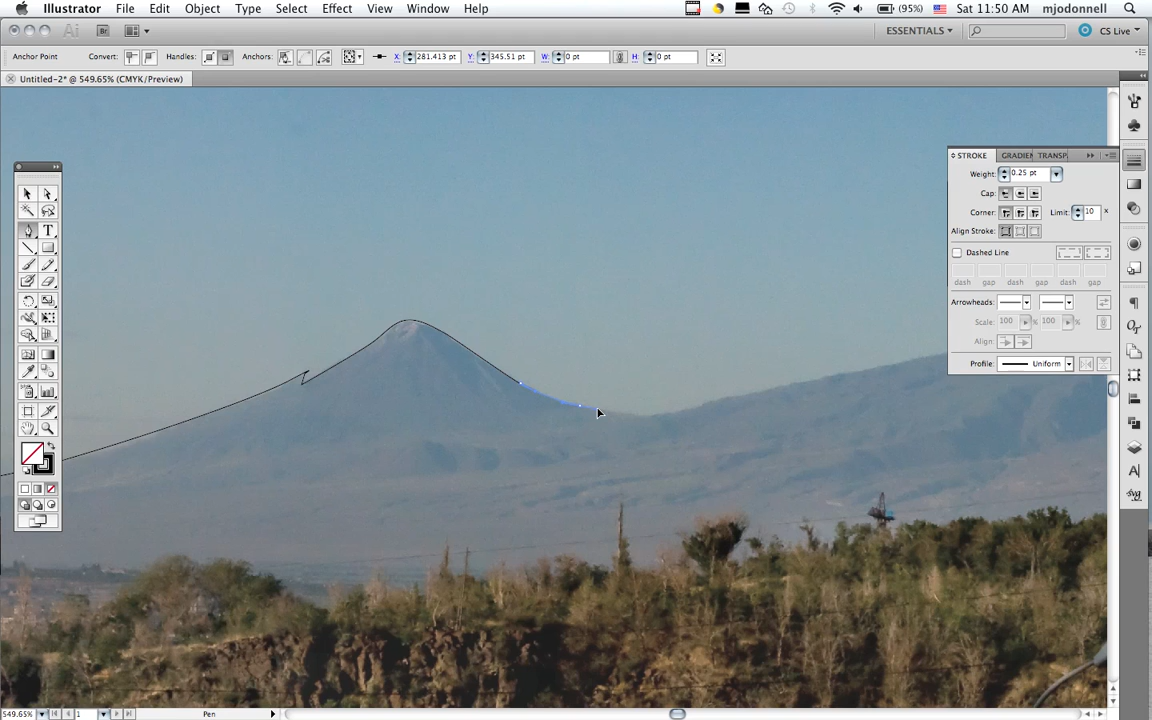 Illustrator File Edit Object Type Select Effect View Window Help (95%) Sat 11:50 AM mjodonnell
Ai Br ESSENTIALS CS Live
Anchor Point Convert: Handles: Anchors: X: 281.413 pt Y: 345.51 pt W: 0 pt H: 0 pt
Untitled-2* @ 549.65% (CMYK/Preview)
STROKE GRADIEN TRANSP
Weight: 0.25 pt
Cap:
Corner: Limit: 10 x
Align Stroke:
Dashed Line
dash gap dash gap dash gap
Arrowheads:
Scale: 100 % 100 %
Align:
Profile: Uniform
T
A
svg
549.65% 1 Pen